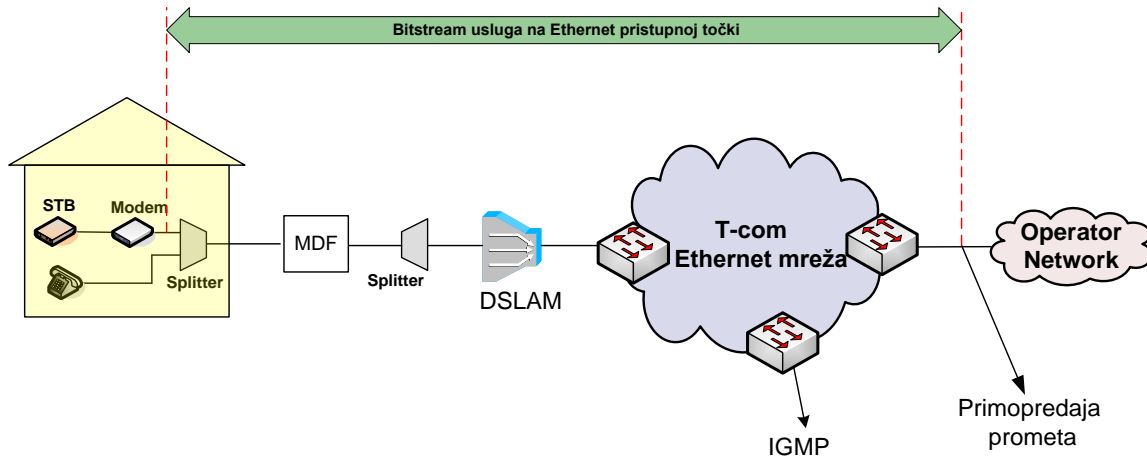 Bitstream usluga na Ethernet pristupnoj točki
STB
Modem
Splitter
MDF
Splitter
DSLAM
T-com
Ethernet mreža
Operator
Network
IGMP
Primopredaja
prometa